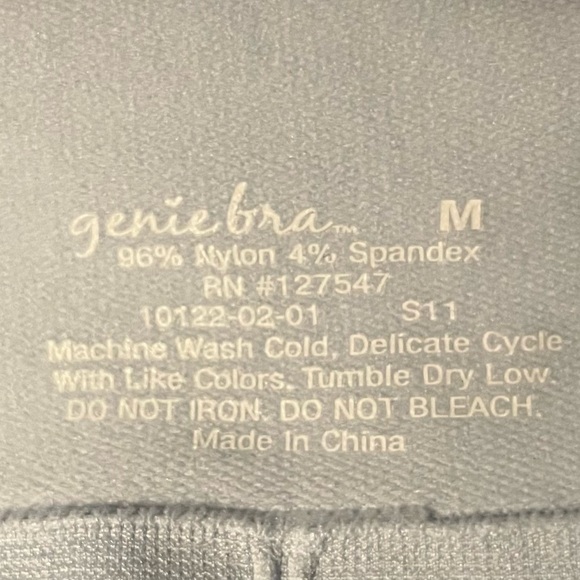 genie bra™ M
96% Nylon 4% Spandex
RN #127547
10122-02-01 S11
Machine Wash Cold, Delicate Cycle
With Like Colors. Tumble Dry Low.
DO NOT IRON. DO NOT BLEACH.
Made In China